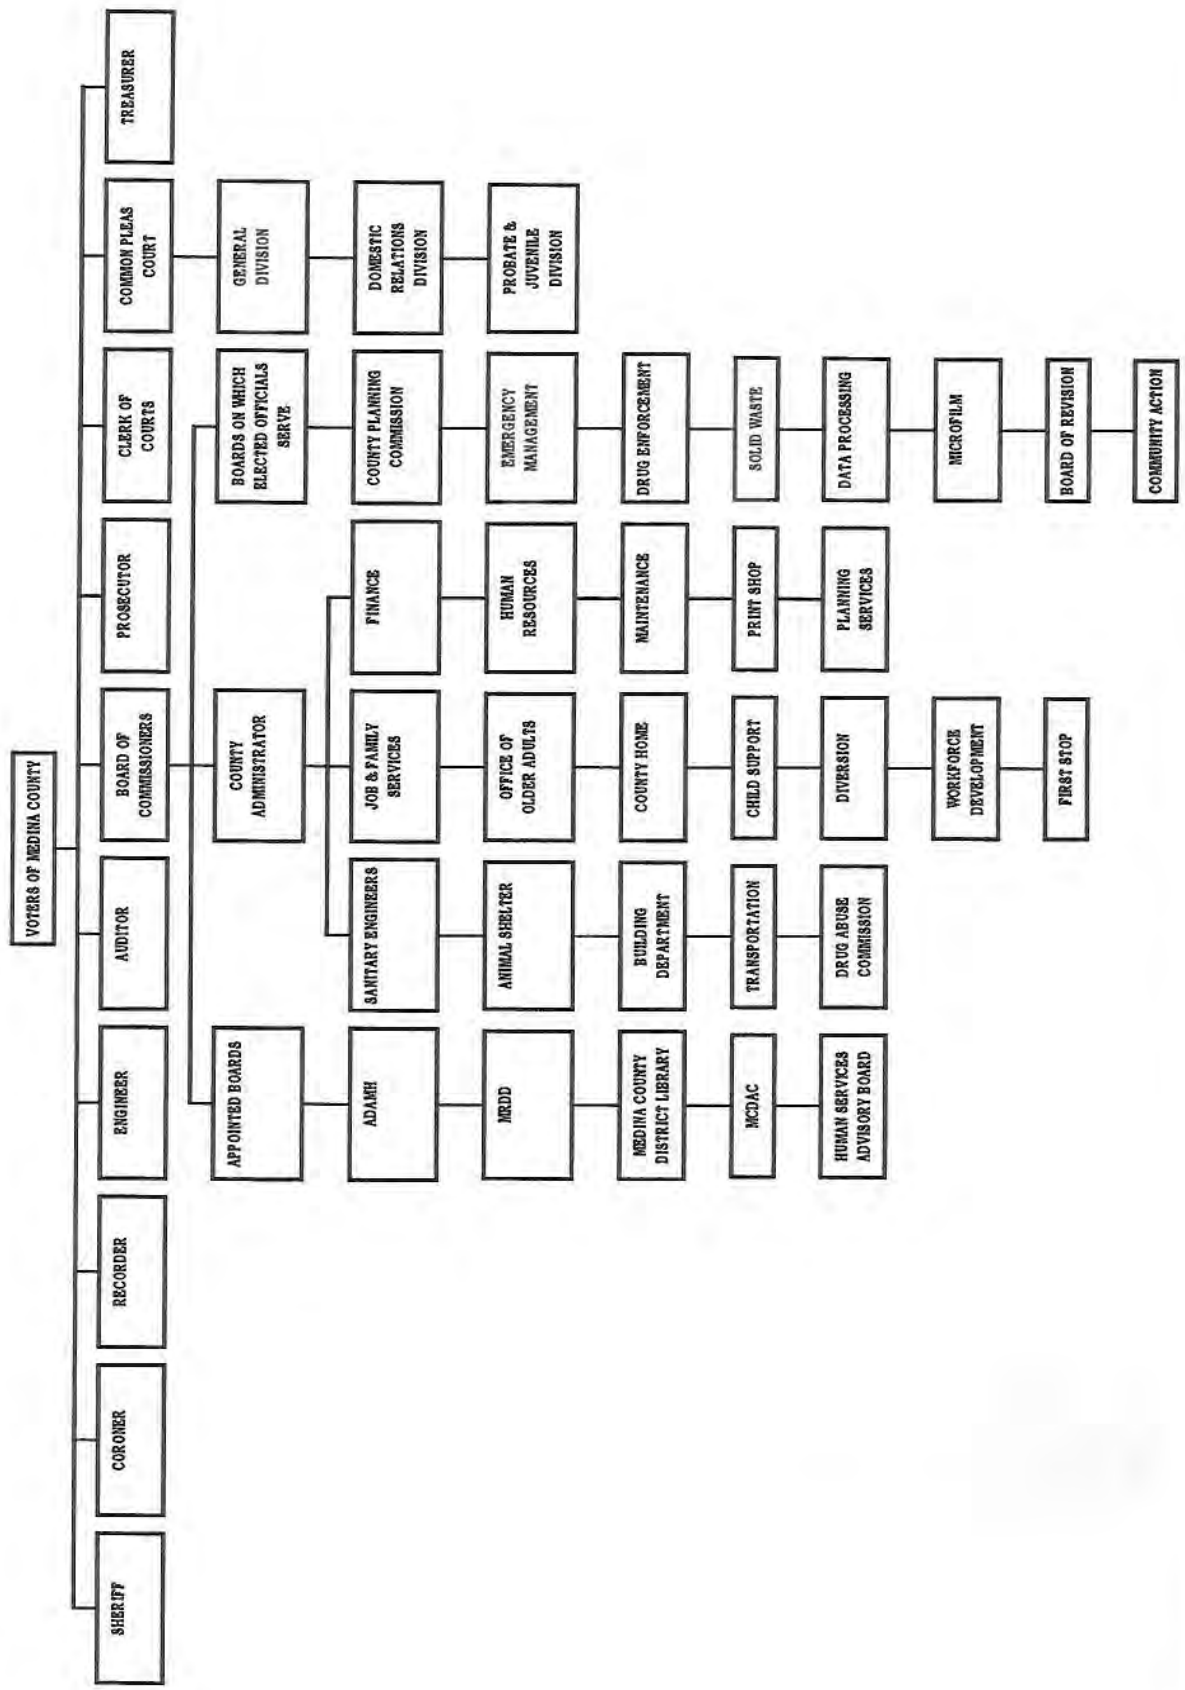 VOTERS OF MEDINA COUNTY
SHERIFF
CORONER
RECORDER
ENGINEER
AUDITOR
BOARD OF
COMMISSIONERS
PROSECUTOR
CLERK OF
COURTS
COMMON PLEAS
COURT
TREASURER
APPOINTED BOARDS
COUNTY
ADMINISTRATOR
BOARDS ON WHICH
ELECTED OFFICIALS
SERVE
GENERAL
DIVISION
ADAMH
SANITARY ENGINEERS
JOB & FAMILY
SERVICES
FINANCE
COUNTY PLANNING
COMMISSION
DOMESTIC
RELATIONS
DIVISION
MRDD
ANIMAL SHELTER
OFFICE OF
OLDER ADULTS
HUMAN
RESOURCES
EMERGENCY
MANAGEMENT
PROBATE &
JUVENILE
DIVISION
MEDINA COUNTY
DISTRICT LIBRARY
BUILDING
DEPARTMENT
COUNTY HOME
MAINTENANCE
DRUG ENFORCEMENT
MCDAC
TRANSPORTATION
CHILD SUPPORT
PRINT SHOP
SOLID WASTE
HUMAN SERVICES
ADVISORY BOARD
DRUG ABUSE
COMMISSION
DIVERSION
PLANNING
SERVICES
DATA PROCESSING
WORKFORCE
DEVELOPMENT
MICROFILM
FIRST STOP
BOARD OF REVISION
COMMUNITY ACTION